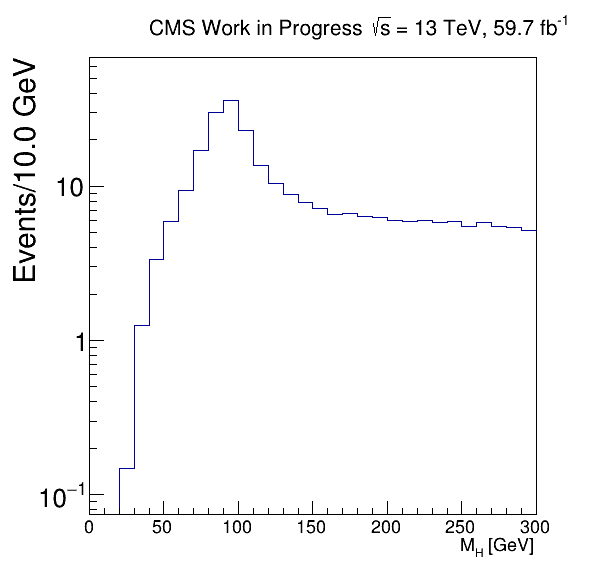 CMS Work in Progress √s = 13 TeV, 59.7 fb⁻¹
Events/10.0 GeV
10
1
10⁻¹
0 50 100 150 200 250 300
M_H [GeV]